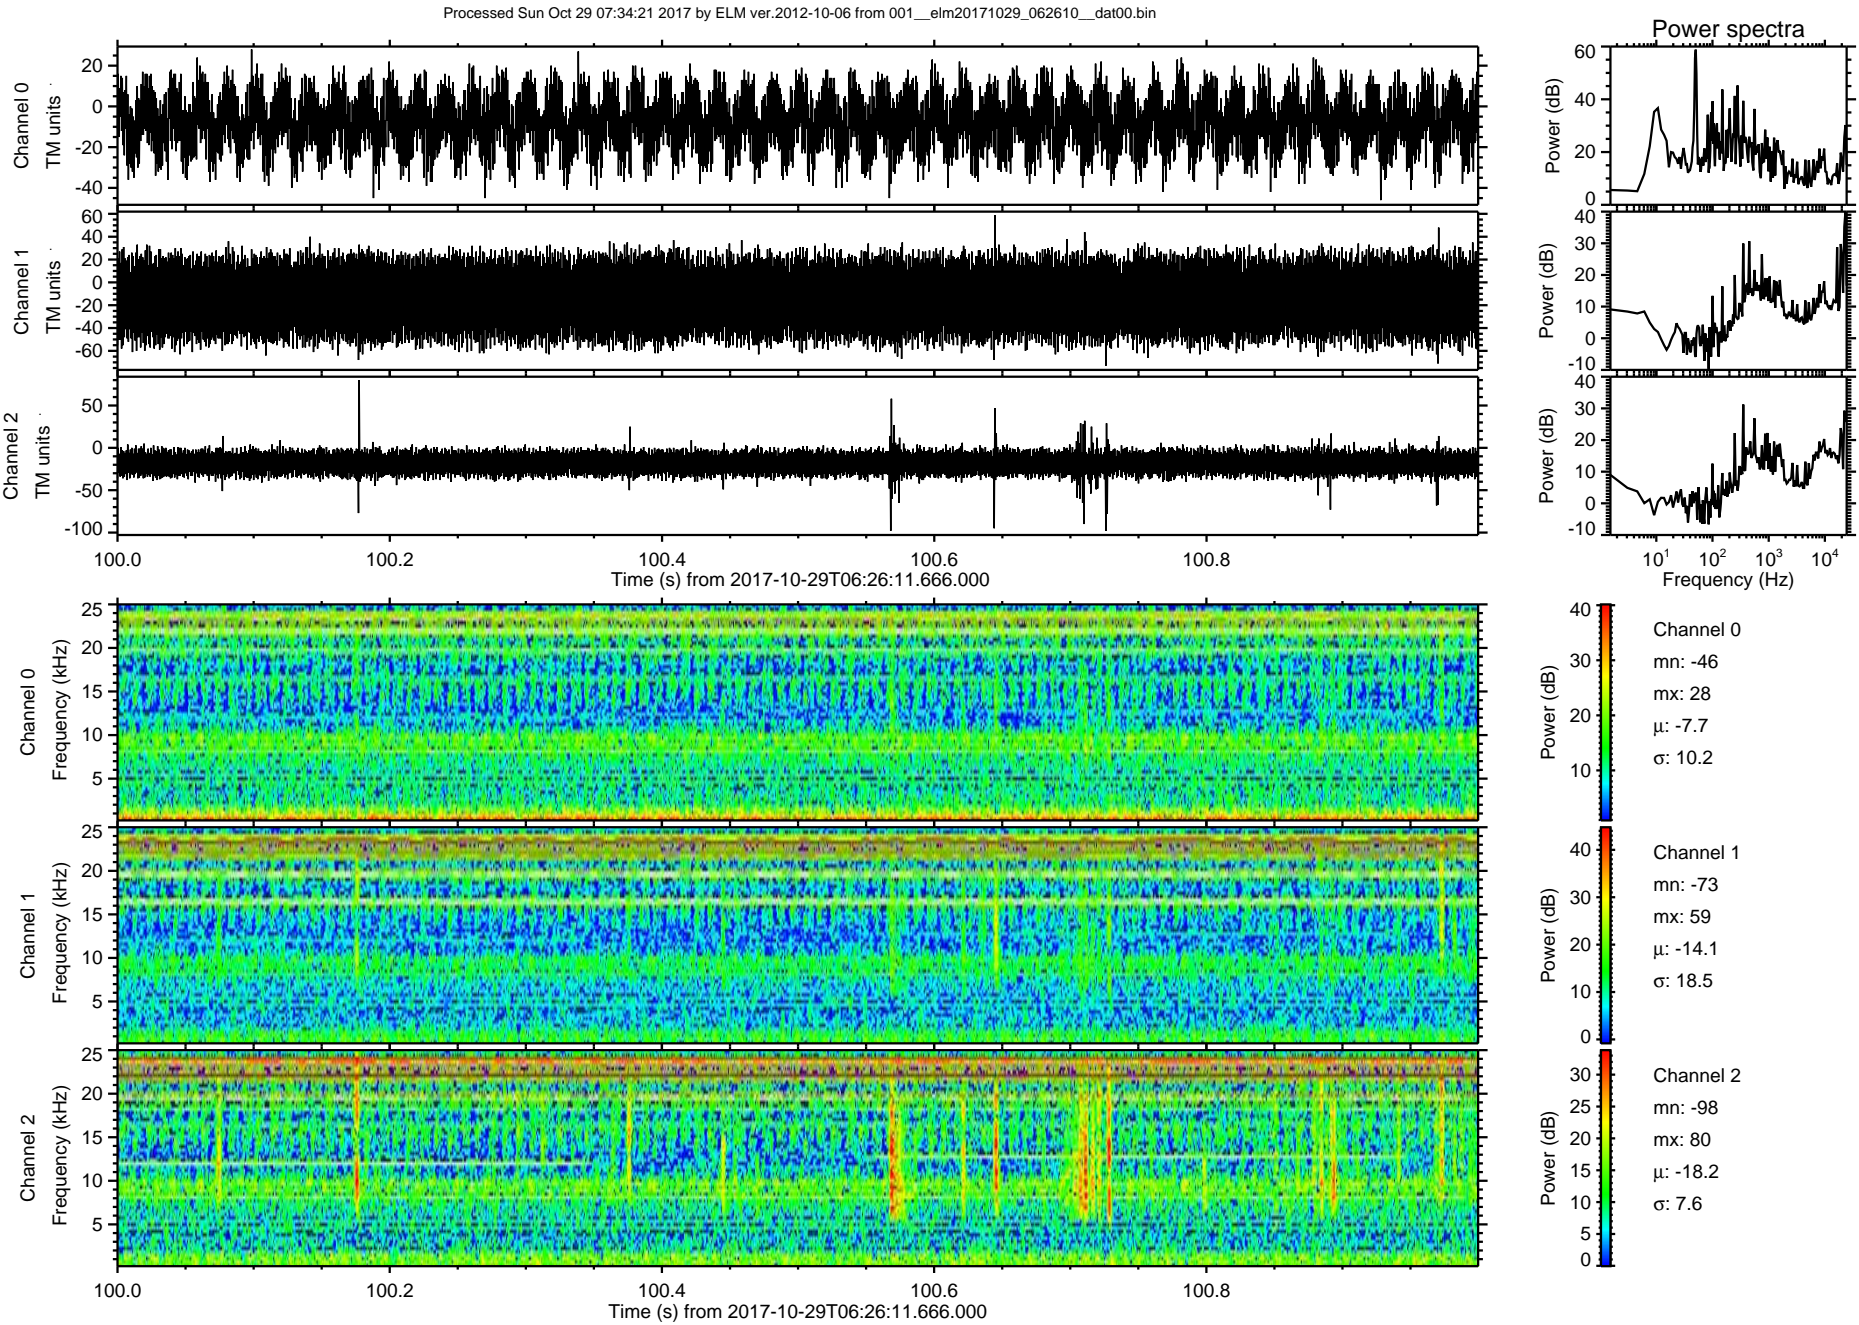 Processed Sun Oct 29 07:34:21 2017 by ELM ver.2012-10-06 from 001__elm20171029_062610__dat00.bin
Power spectra
Channel 0
TM units
20
0
-20
-40
Power (dB)
60
40
20
0
Channel 1
TM units
60
40
20
0
-20
-40
-60
Power (dB)
40
30
20
10
0
-10
Channel 2
TM units
50
0
-50
-100
Power (dB)
40
30
20
10
0
-10
100.0 100.2 100.4 100.6 100.8
Time (s) from 2017-10-29T06:26:11.666.000
10¹ 10² 10³ 10⁴
Frequency (Hz)
Channel 0
Frequency (kHz)
25
20
15
10
5
Power (dB)
40
30
20
10
Channel 0
mn: -46
mx: 28
µ: -7.7
σ: 10.2
Channel 1
Frequency (kHz)
25
20
15
10
5
Power (dB)
40
30
20
10
0
Channel 1
mn: -73
mx: 59
µ: -14.1
σ: 18.5
Channel 2
Frequency (kHz)
25
20
15
10
5
Power (dB)
30
25
20
15
10
5
0
Channel 2
mn: -98
mx: 80
µ: -18.2
σ: 7.6
100.0 100.2 100.4 100.6 100.8
Time (s) from 2017-10-29T06:26:11.666.000